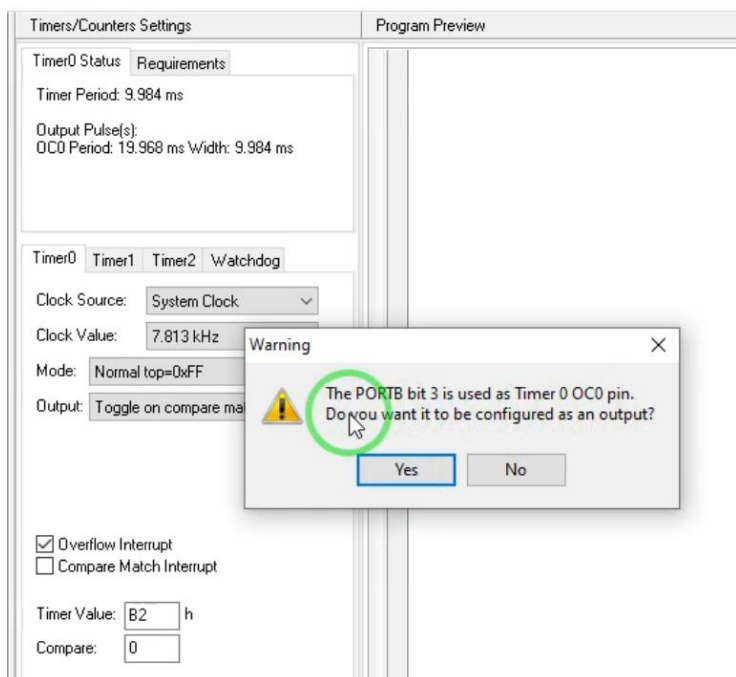 Timers/Counters Settings
Program Preview
Timer0 Status Requirements
Timer Period: 9.984 ms
Output Pulse(s):
OC0 Period: 19.968 ms Width: 9.984 ms
Timer0 Timer1 Timer2 Watchdog
Clock Source: System Clock
Clock Value: 7.813 kHz
Mode: Normal top=0xFF
Output: Toggle on compare
Warning
The PORTB bit 3 is used as Timer 0 OC0 pin.
Do you want it to be configured as an output?
Yes No
Overflow Interrupt
Compare Match Interrupt
Timer Value: B2 h
Compare: 0